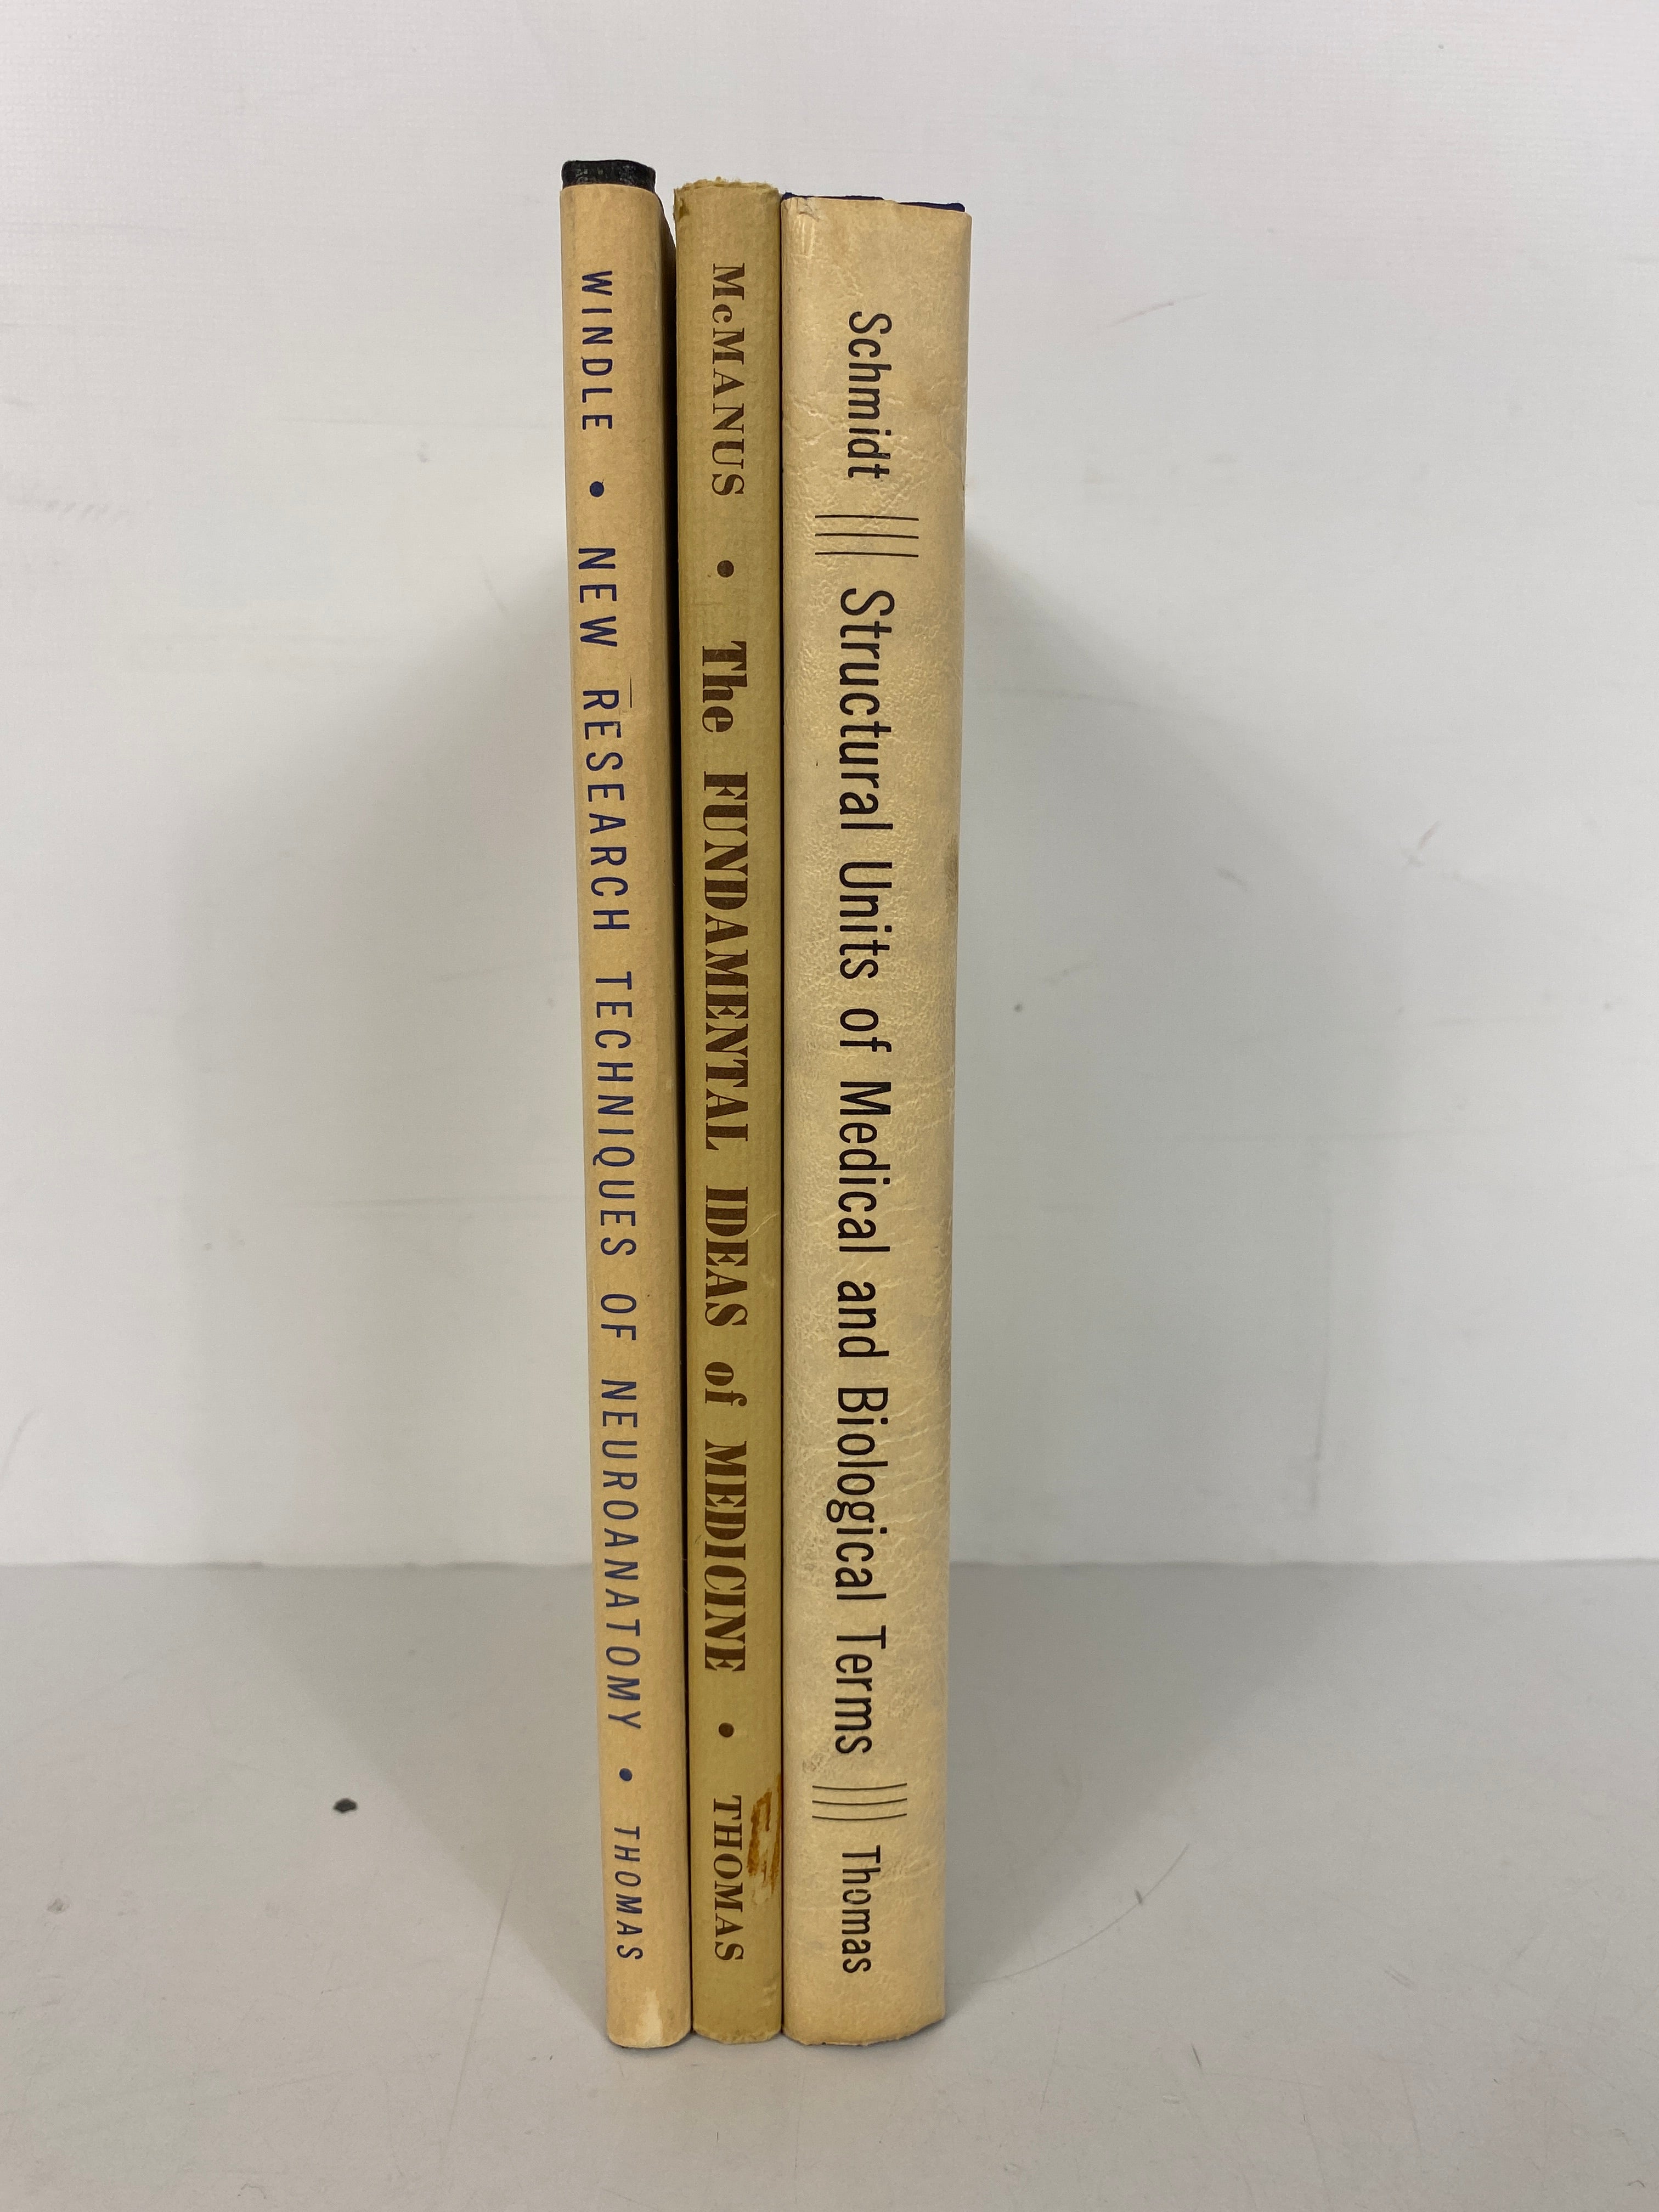 WINDLE • NEW RESEARCH TECHNIQUES OF NEUROANATOMY • THOMAS
McMANUS • The FUNDAMENTAL IDEAS of MEDICINE • THOMAS
Schmidt Structural Units of Medical and Biological Terms Thomas